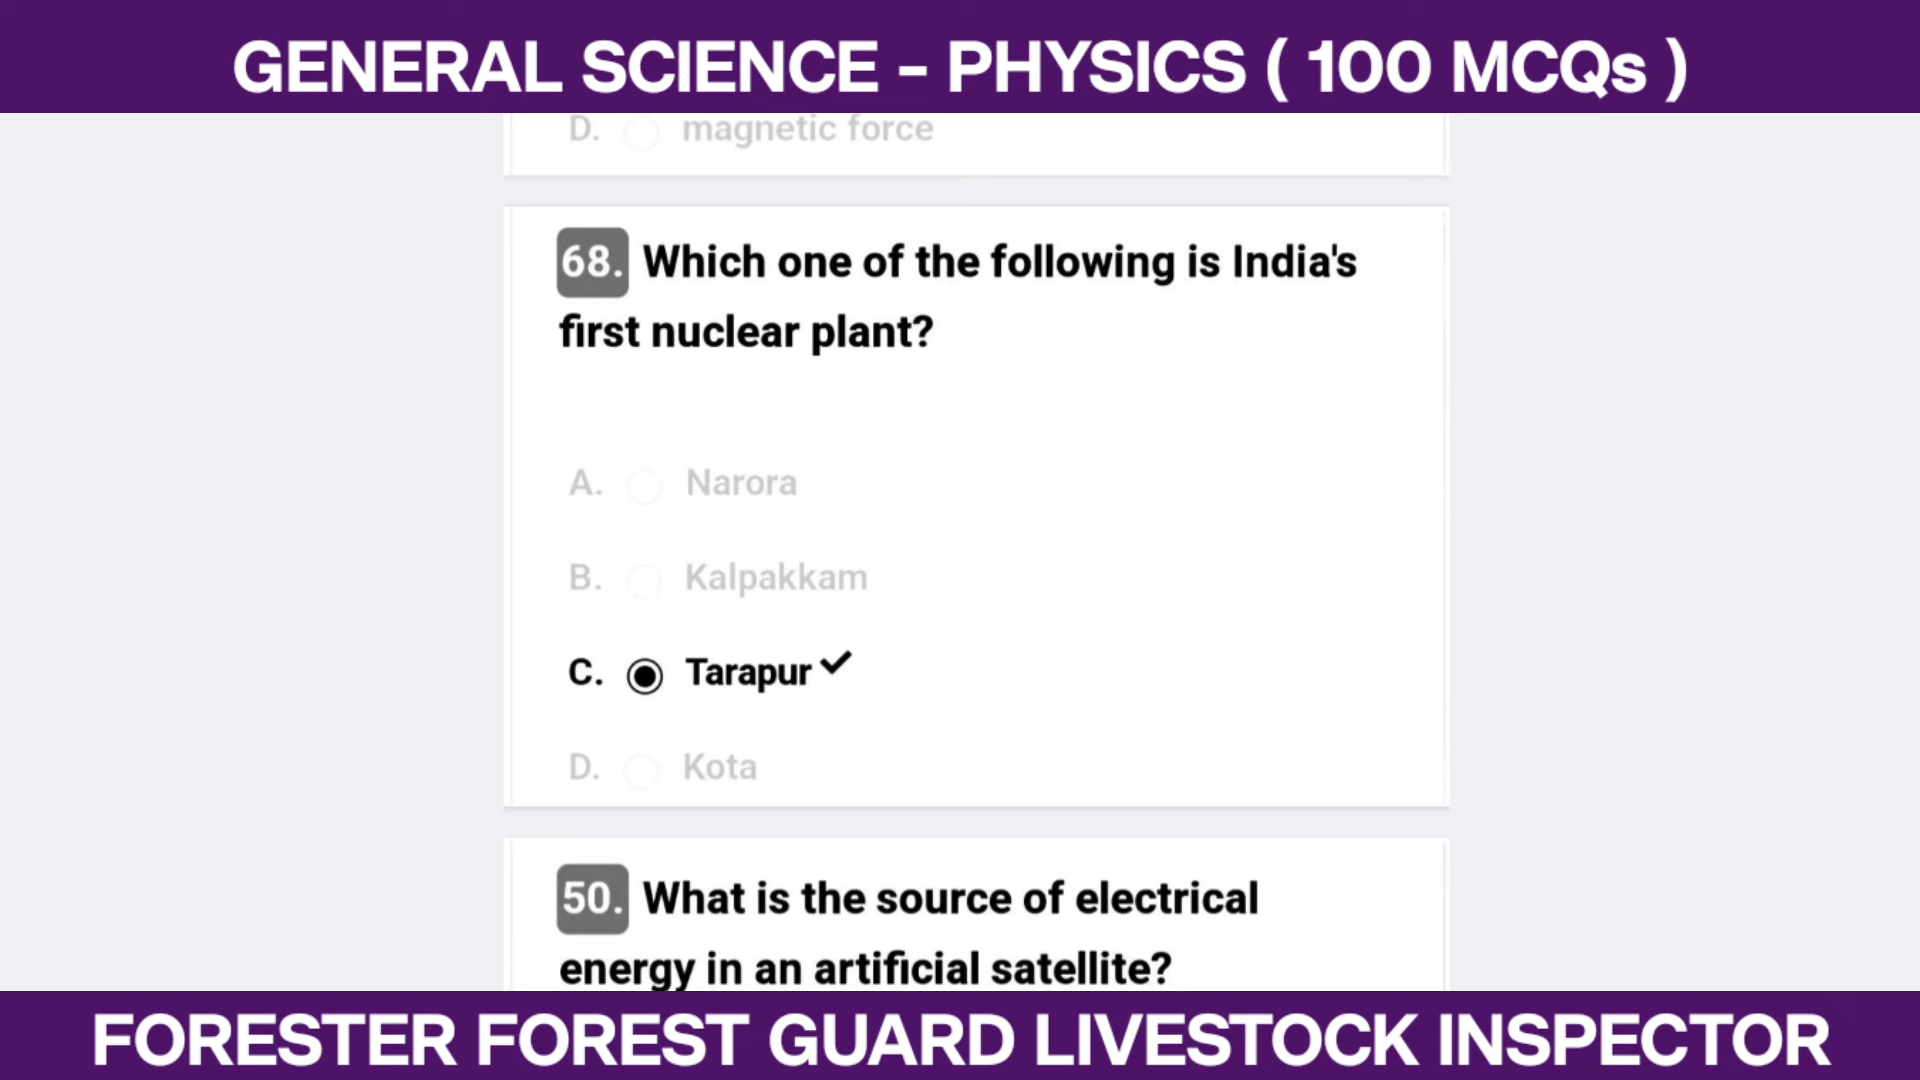 GENERAL SCIENCE - PHYSICS ( 100 MCQs )
D. magnetic force
68. Which one of the following is India's
first nuclear plant?
A. Narora
B. Kalpakkam
C. Tarapur
D. Kota
50. What is the source of electrical
energy in an artificial satellite?
FORESTER FOREST GUARD LIVESTOCK INSPECTOR